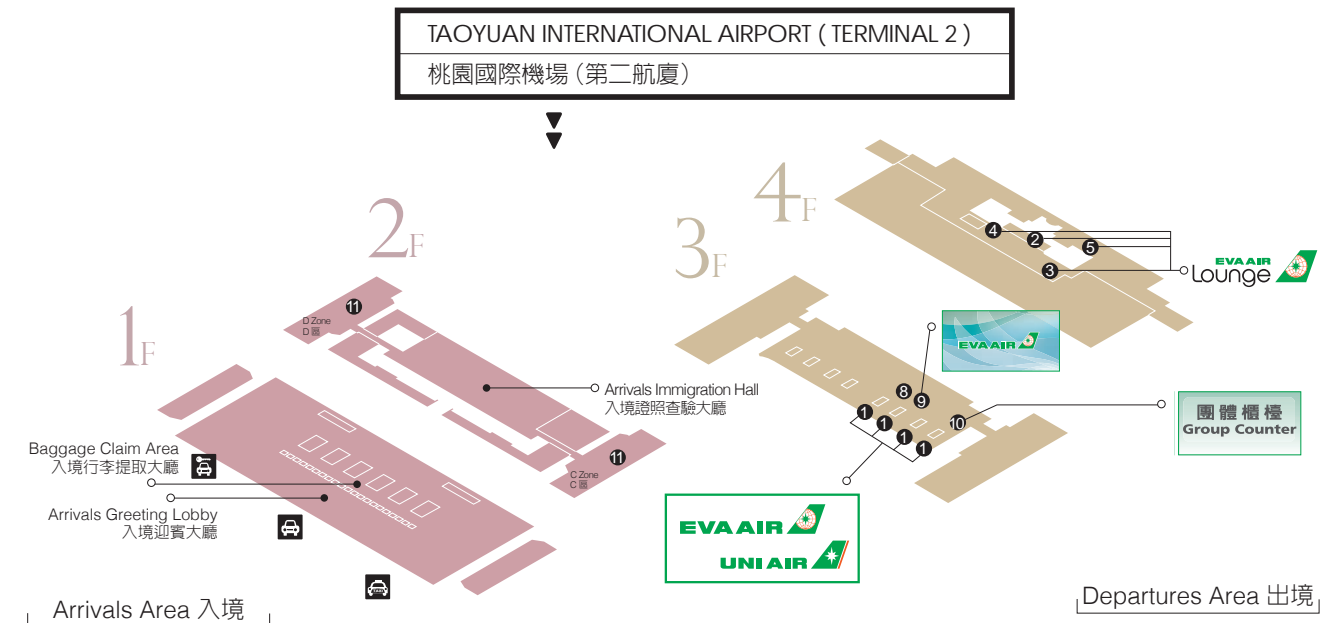 TAOYUAN INTERNATIONAL AIRPORT ( TERMINAL 2 )
桃園國際機場（第二航廈）
4F
4
2
5
3
EVA AIR
Lounge
2F
3F
11
D Zone
D區
1F
EVA AIR
Arrivals Immigration Hall
入境證照查驗大廳
8
9
1
1
1
1
10
團體櫃檯
Group Counter
Baggage Claim Area
入境行李提取大廳
11
C Zone
C區
Arrivals Greeting Lobby
入境迎賓大廳
EVA AIR
UNI AIR
Arrivals Area 入境
Departures Area 出境